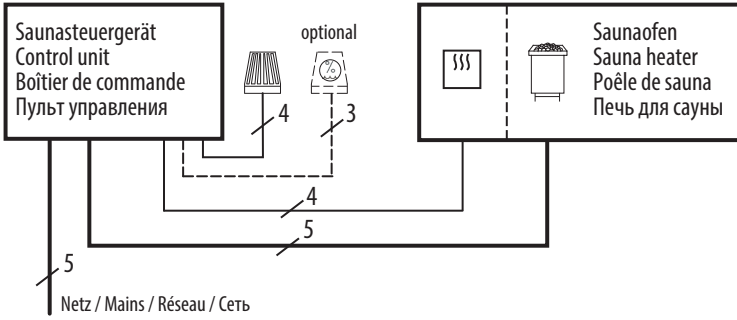 Saunasteuergerät
Control unit
Boîtier de commande
Пульт управления
optional
Saunaofen
Sauna heater
Poêle de sauna
Печь для сауны
4
3
4
5
5
Netz / Mains / Réseau / Сеть